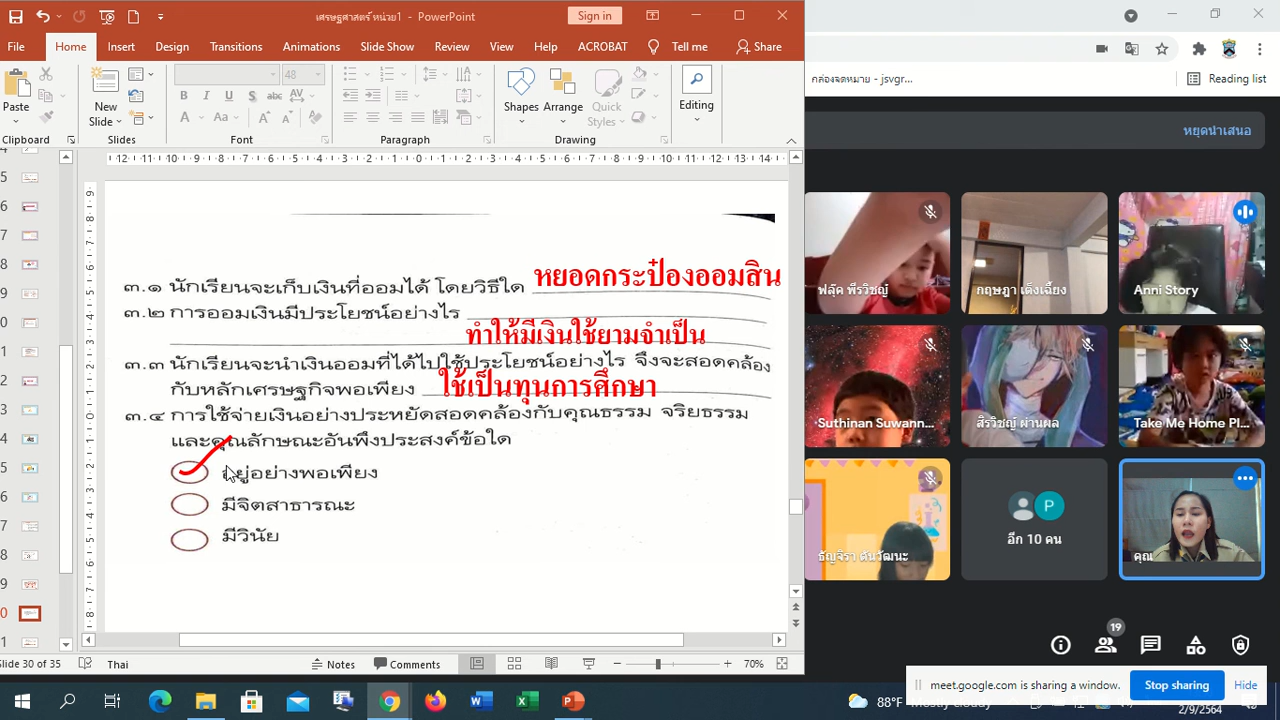 เศรษฐศาสตร์ หน่วย1 - PowerPoint
Sign in
File Home Insert Design Transitions Animations Slide Show Review View Help ACROBAT Tell me Share
Paste
New Slide
48
Shapes
Arrange
Quick Styles
Editing
Clipboard
Slides
Font
Paragraph
Drawing
๓.๑ นักเรียนจะเก็บเงินที่ออมได้ โดยวิธีใด หยอดกระป๋องออมสิน
๓.๒ การออมเงินมีประโยชน์อย่างไร
ทำให้มีเงินใช้ยามจำเป็น
๓.๓ นักเรียนจะนำเงินออมที่ได้ไปใช้ประโยชน์อย่างไร จึงจะสอดคล้อง
กับหลักเศรษฐกิจพอเพียง ใช้เป็นทุนการศึกษา
๓.๔ การใช้จ่ายเงินอย่างประหยัดสอดคล้องกับคุณธรรม จริยธรรม
และคุณลักษณะอันพึงประสงค์ข้อใด
อยู่อย่างพอเพียง
มีจิตสาธารณะ
มีวินัย
Slide 30 of 35
Thai
Notes
Comments
70%
กล่องจดหมาย - jsvgr...
Reading list
หยุดนำเสนอ
ฟลุ๊ค พีรวิชญ์
กฤษฎา เต็งเฉี้ยง
Anni Story
Suthinan Suwann...
สิรวิชญ์ ผ่านผล
Take Me Home Pl...
ธัญจิรา ตันวัฒนะ
P
อีก 10 คน
คุณ
19
meet.google.com is sharing a window.
Stop sharing
Hide
88°F Mostly cloudy
2/9/2564